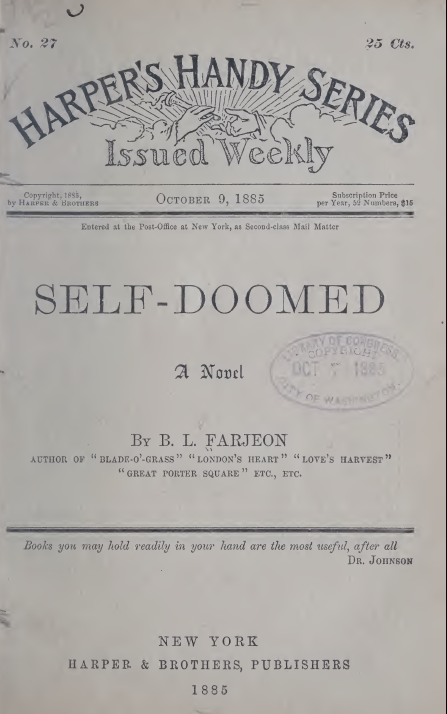 No. 27
25 Cts.
HARPER'S HANDY SERIES
Issued Weekly
Copyright, 1885,
by HARPER & BROTHERS
OCTOBER 9, 1885
Subscription Price
per Year, 52 Numbers, $15
Entered at the Post-Office at New York, as Second-class Mail Matter
SELF-DOOMED
A Novel
LIBRARY OF CONGRESS
COPYRIGHT
OCT 7 1885
CITY OF WASHINGTON.
BY B. L. FARJEON
AUTHOR OF "BLADE-O'-GRASS" "LONDON'S HEART" "LOVE'S HARVEST"
"GREAT PORTER SQUARE" ETC., ETC.
Books you may hold readily in your hand are the most useful, after all
DR. JOHNSON
NEW YORK
HARPER & BROTHERS, PUBLISHERS
1885